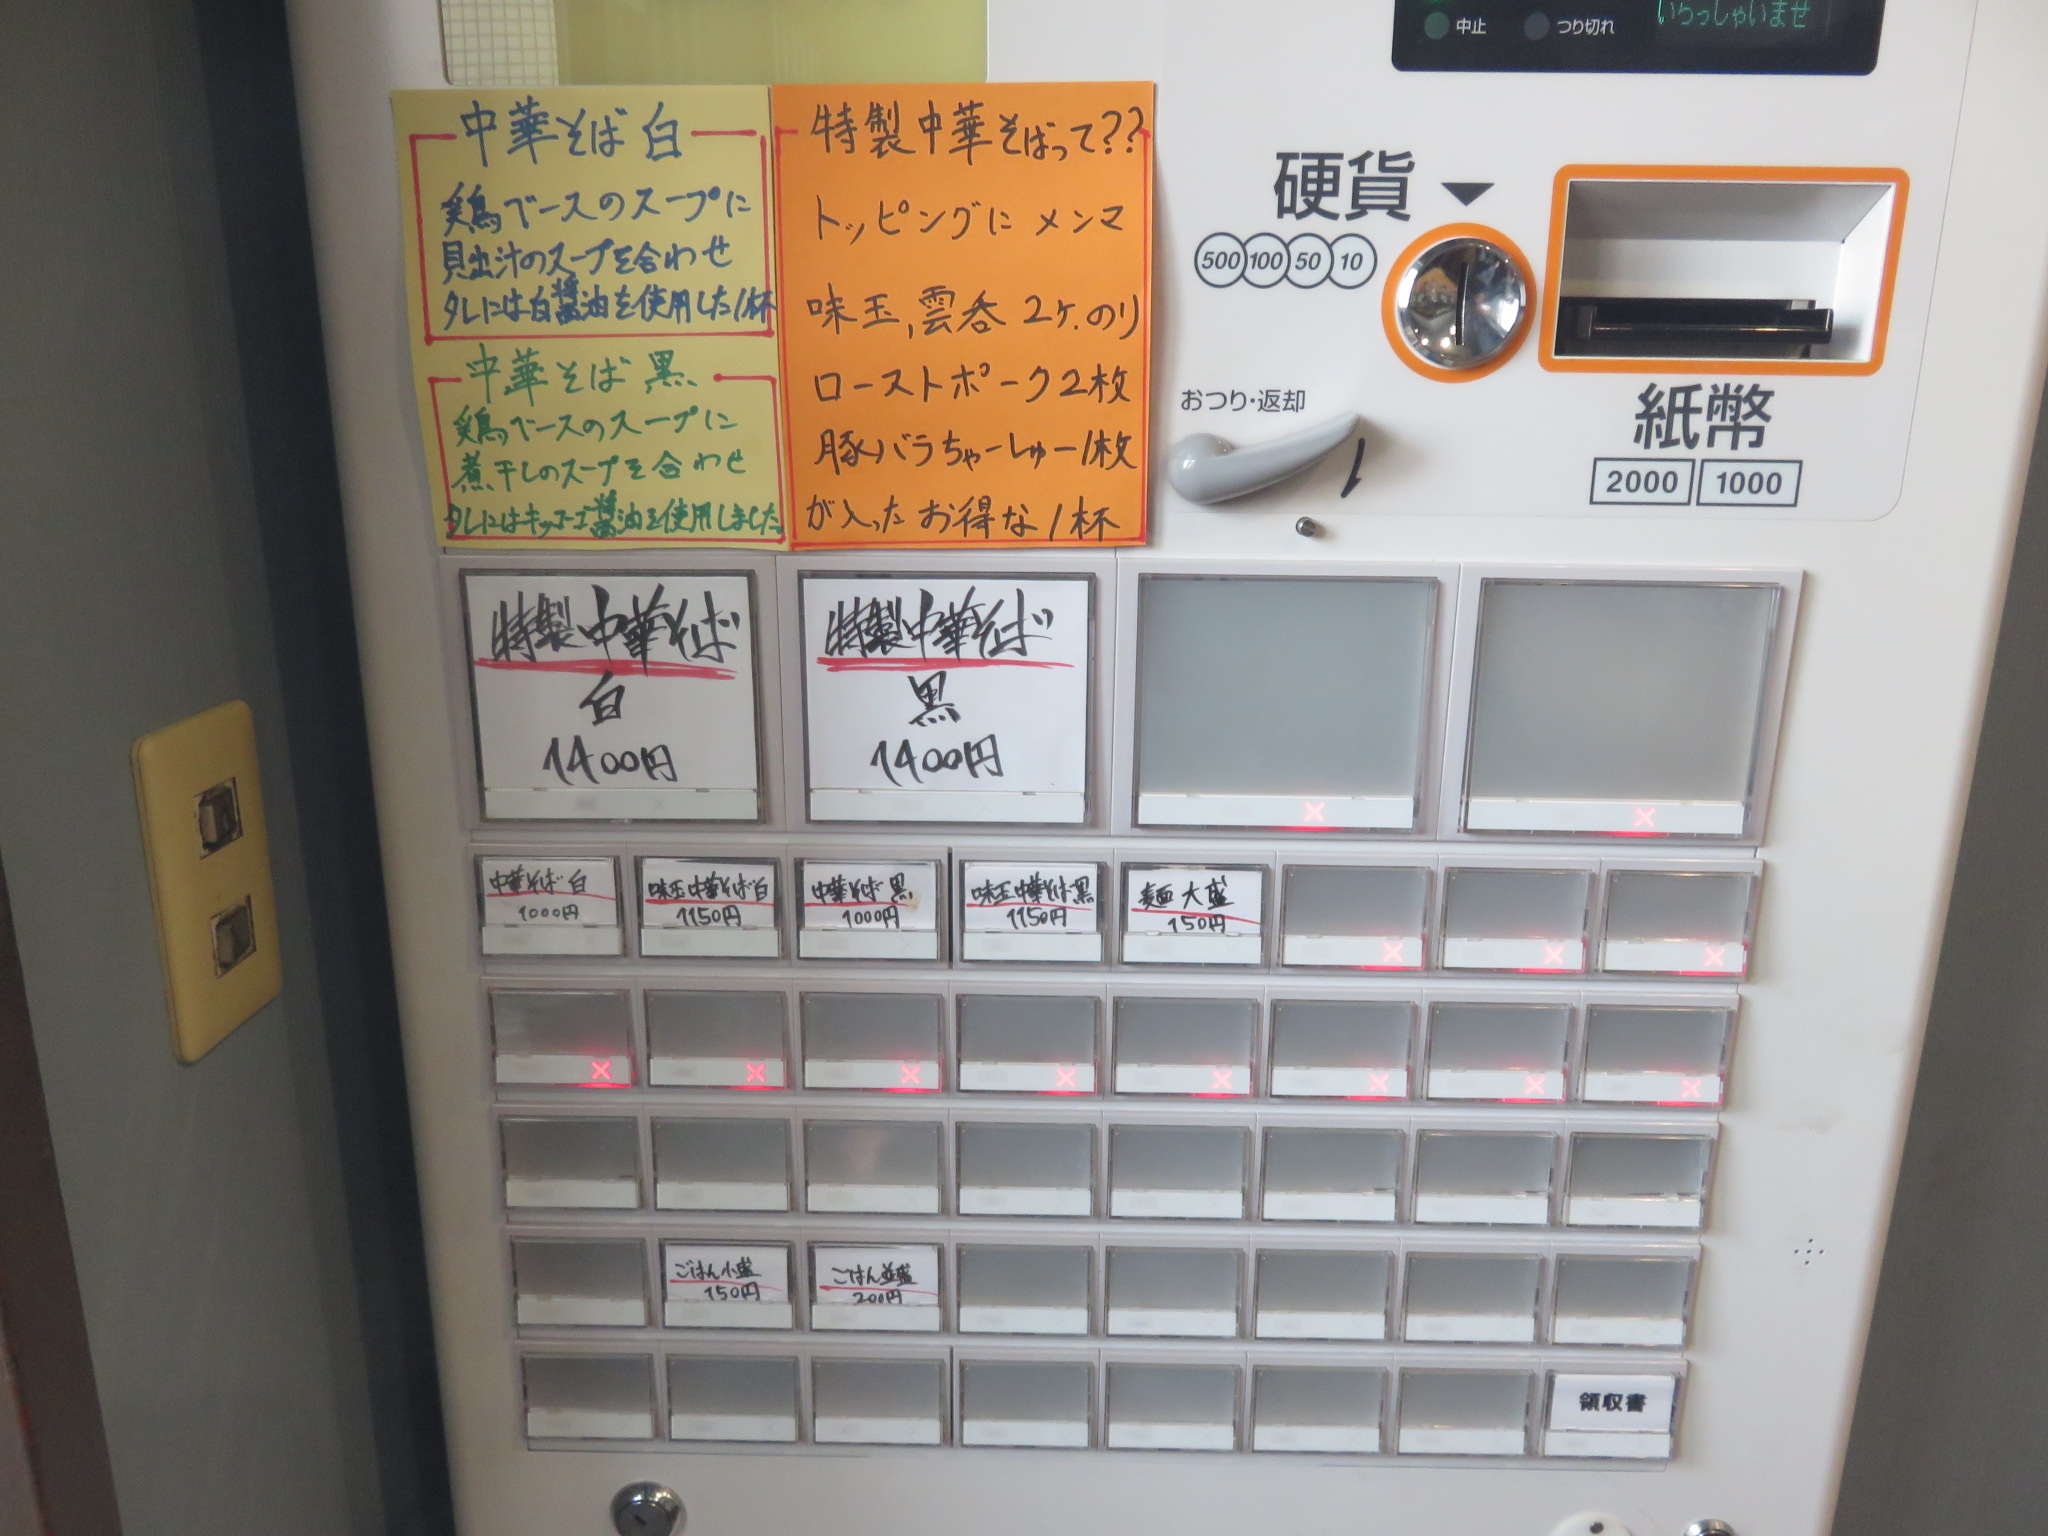 中止
つり切れ
いらっしゃいませ
中華そば 白
鶏ベースのスープに
貝出汁のスープを合わせ
タレには白醤油を使用した1杯
中華そば 黒
鶏ベースのスープに
煮干しのスープを合わせ
タレにはキッコーゴ醤油を使用しました
特製中華そばって??
トッピングに メンマ
味玉,雲呑 2ヶ.のり
ローストポーク2枚
豚バラちゃーしゅー1枚
が入った お得な1杯
硬貨
500 100 50 10
おつり・返却
紙幣
2000 1000
特製中華そば
白
1400円
特製中華そば
黒
1400円
中華そば 白
1000円
味玉中華そば白
1150円
中華そば 黒
1000円
味玉中華そば黒
1150円
麺 大盛
150円
ごはん小盛
150円
ごはん並盛
200円
領収書